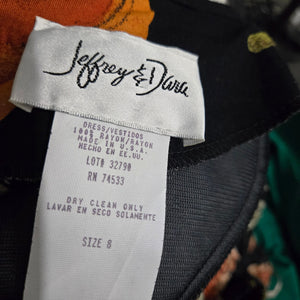 Jeffrey & Dara
DRESS/VESTIDOS
100% RAYON/RAYON
MADE IN U.S.A.
HECHO EN EE.UU.
LOT# 32790
RN 74533
DRY CLEAN ONLY
LAVAR EN SECO SOLAMENTE
SIZE 8